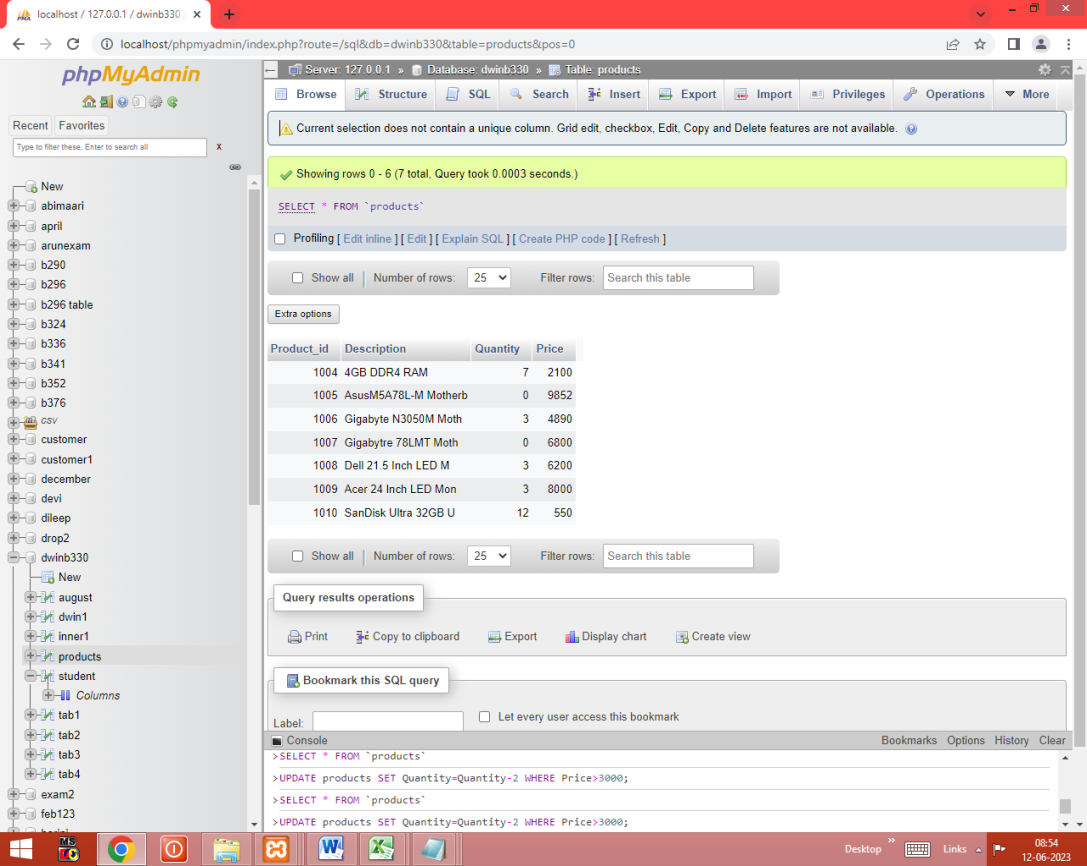 localhost / 127.0.0.1 / dwinb330
localhost/phpmyadmin/index.php?route=/sql&db=dwinb330&table=products&pos=0
phpMyAdmin
Recent Favorites
Type to filter these, Enter to search all X
New
abimaari
april
arunexam
b290
b296
b296 table
b324
b336
b341
b352
b376
csv
customer
customer1
december
devi
dileep
drop2
dwinb330
New
august
dwin1
inner1
products
student
Columns
tab1
tab2
tab3
tab4
exam2
feb123
Server: 127.0.0.1 » Database: dwinb330 » Table: products
Browse Structure SQL Search Insert Export Import Privileges Operations More
Current selection does not contain a unique column. Grid edit, checkbox, Edit, Copy and Delete features are not available.
Showing rows 0 - 6 (7 total, Query took 0.0003 seconds.)
SELECT * FROM `products`
Profiling [ Edit inline ] [ Edit ] [ Explain SQL ] [ Create PHP code ] [ Refresh ]
Show all Number of rows: 25 Filter rows: Search this table
Extra options
Product_id Description Quantity Price
1004 4GB DDR4 RAM 7 2100
1005 AsusM5A78L-M Motherb 0 9852
1006 Gigabyte N3050M Moth 3 4890
1007 Gigabytre 78LMT Moth 0 6800
1008 Dell 21.5 Inch LED M 3 6200
1009 Acer 24 Inch LED Mon 3 8000
1010 SanDisk Ultra 32GB U 12 550
Show all Number of rows: 25 Filter rows: Search this table
Query results operations
Print Copy to clipboard Export Display chart Create view
Bookmark this SQL query
Label: Let every user access this bookmark
Console Bookmarks Options History Clear
>SELECT * FROM `products`
>UPDATE products SET Quantity=Quantity-2 WHERE Price>3000;
>SELECT * FROM `products`
>UPDATE products SET Quantity=Quantity-2 WHERE Price>3000;
Desktop » Links 08:54
12-06-2023